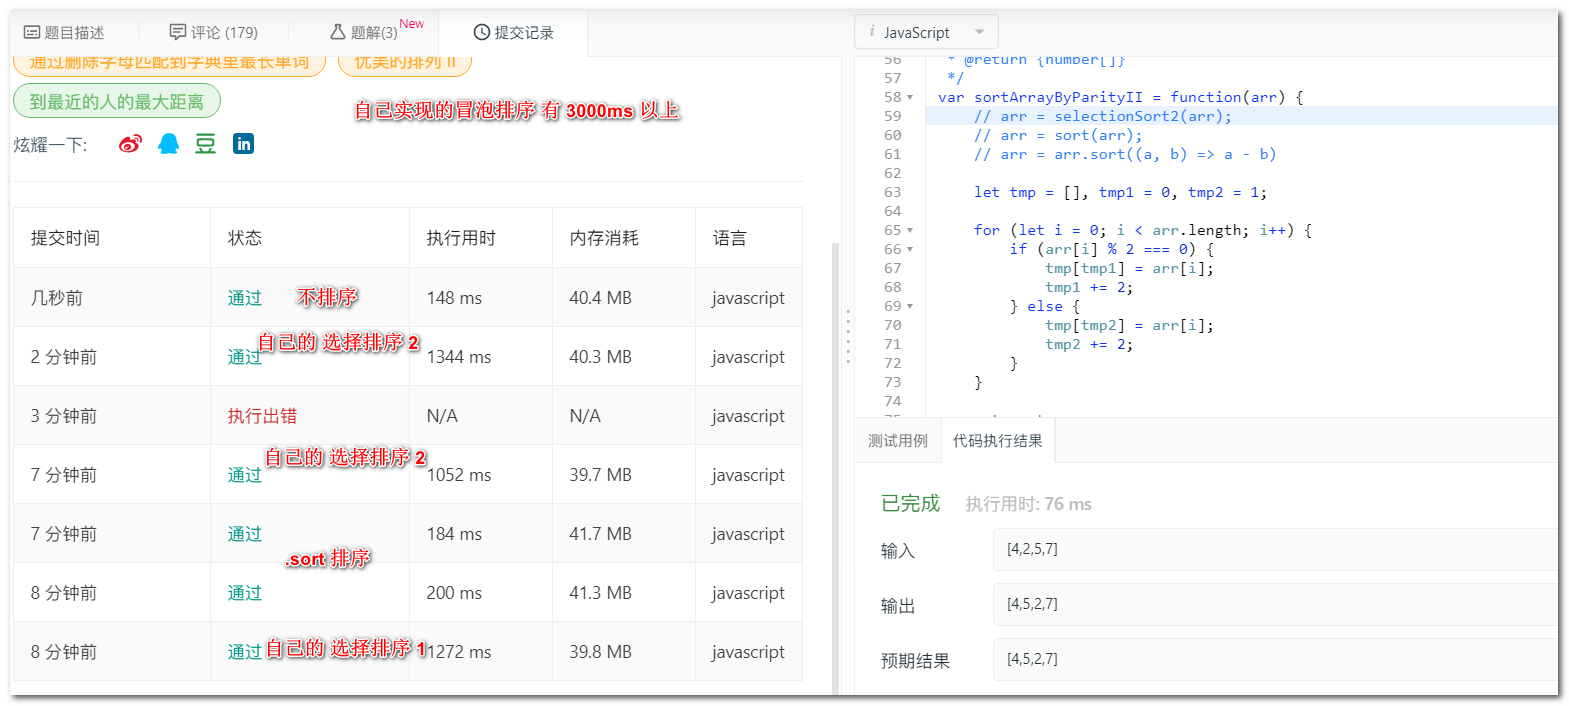 题目描述
评论 (179)
题解(3) New
提交记录
通过删除字母匹配到字典里最长单词
优美的排列 II
到最近的人的最大距离
自己实现的冒泡排序 有 3000ms 以上
炫耀一下:
in
提交时间 状态 执行用时 内存消耗 语言
几秒前 通过 不排序 148 ms 40.4 MB javascript
自己的 选择排序 2
2 分钟前 通过 1344 ms 40.3 MB javascript
3 分钟前 执行出错 N/A N/A javascript
自己的 选择排序 2
7 分钟前 通过 1052 ms 39.7 MB javascript
7 分钟前 通过 184 ms 41.7 MB javascript
.sort 排序
8 分钟前 通过 200 ms 41.3 MB javascript
8 分钟前 通过 自己的 选择排序 1 1272 ms 39.8 MB javascript
i JavaScript
56 * @return {number[]}
57 */
58 var sortArrayByParityII = function(arr) {
59 // arr = selectionSort2(arr);
60 // arr = sort(arr);
61 // arr = arr.sort((a, b) => a - b)
62
63 let tmp = [], tmp1 = 0, tmp2 = 1;
64
65 for (let i = 0; i < arr.length; i++) {
66 if (arr[i] % 2 === 0) {
67 tmp[tmp1] = arr[i];
68 tmp1 += 2;
69 } else {
70 tmp[tmp2] = arr[i];
71 tmp2 += 2;
72 }
73 }
74
测试用例
代码执行结果
已完成 执行用时: 76 ms
输入 [4,2,5,7]
输出 [4,5,2,7]
预期结果 [4,5,2,7]